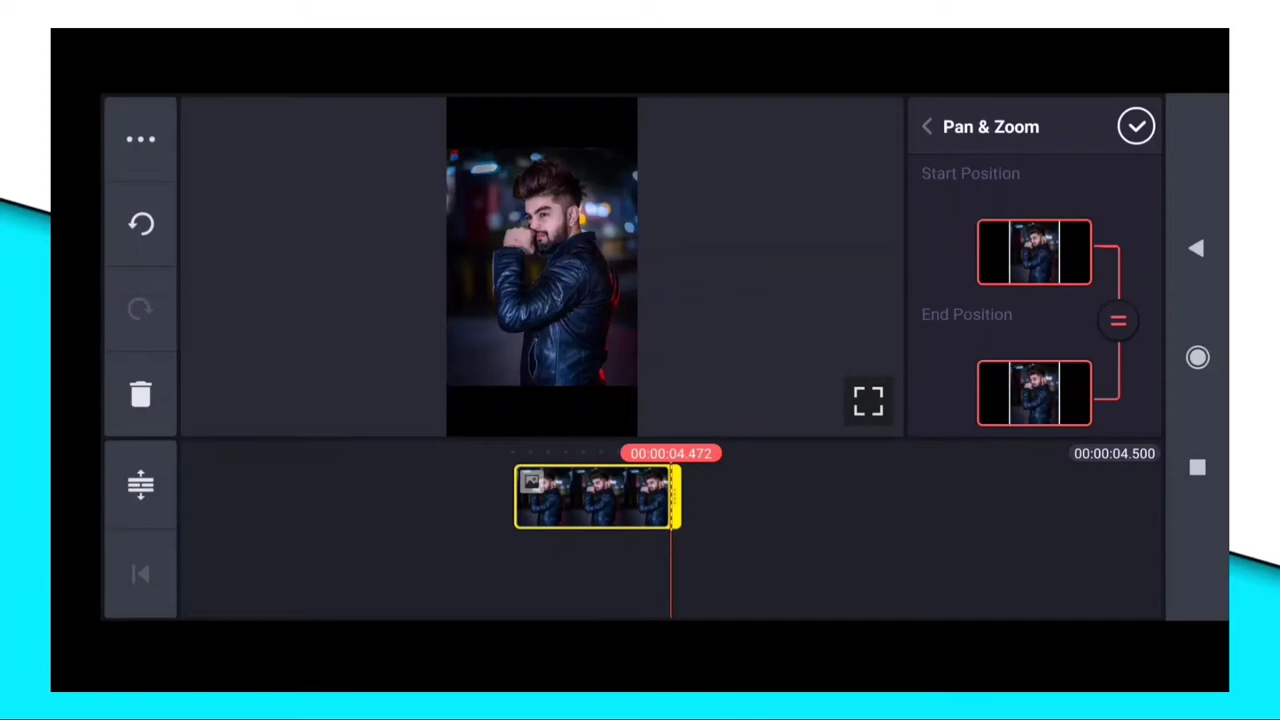 Pan & Zoom
Start Position
End Position
00:00:04.472
00:00:04.500